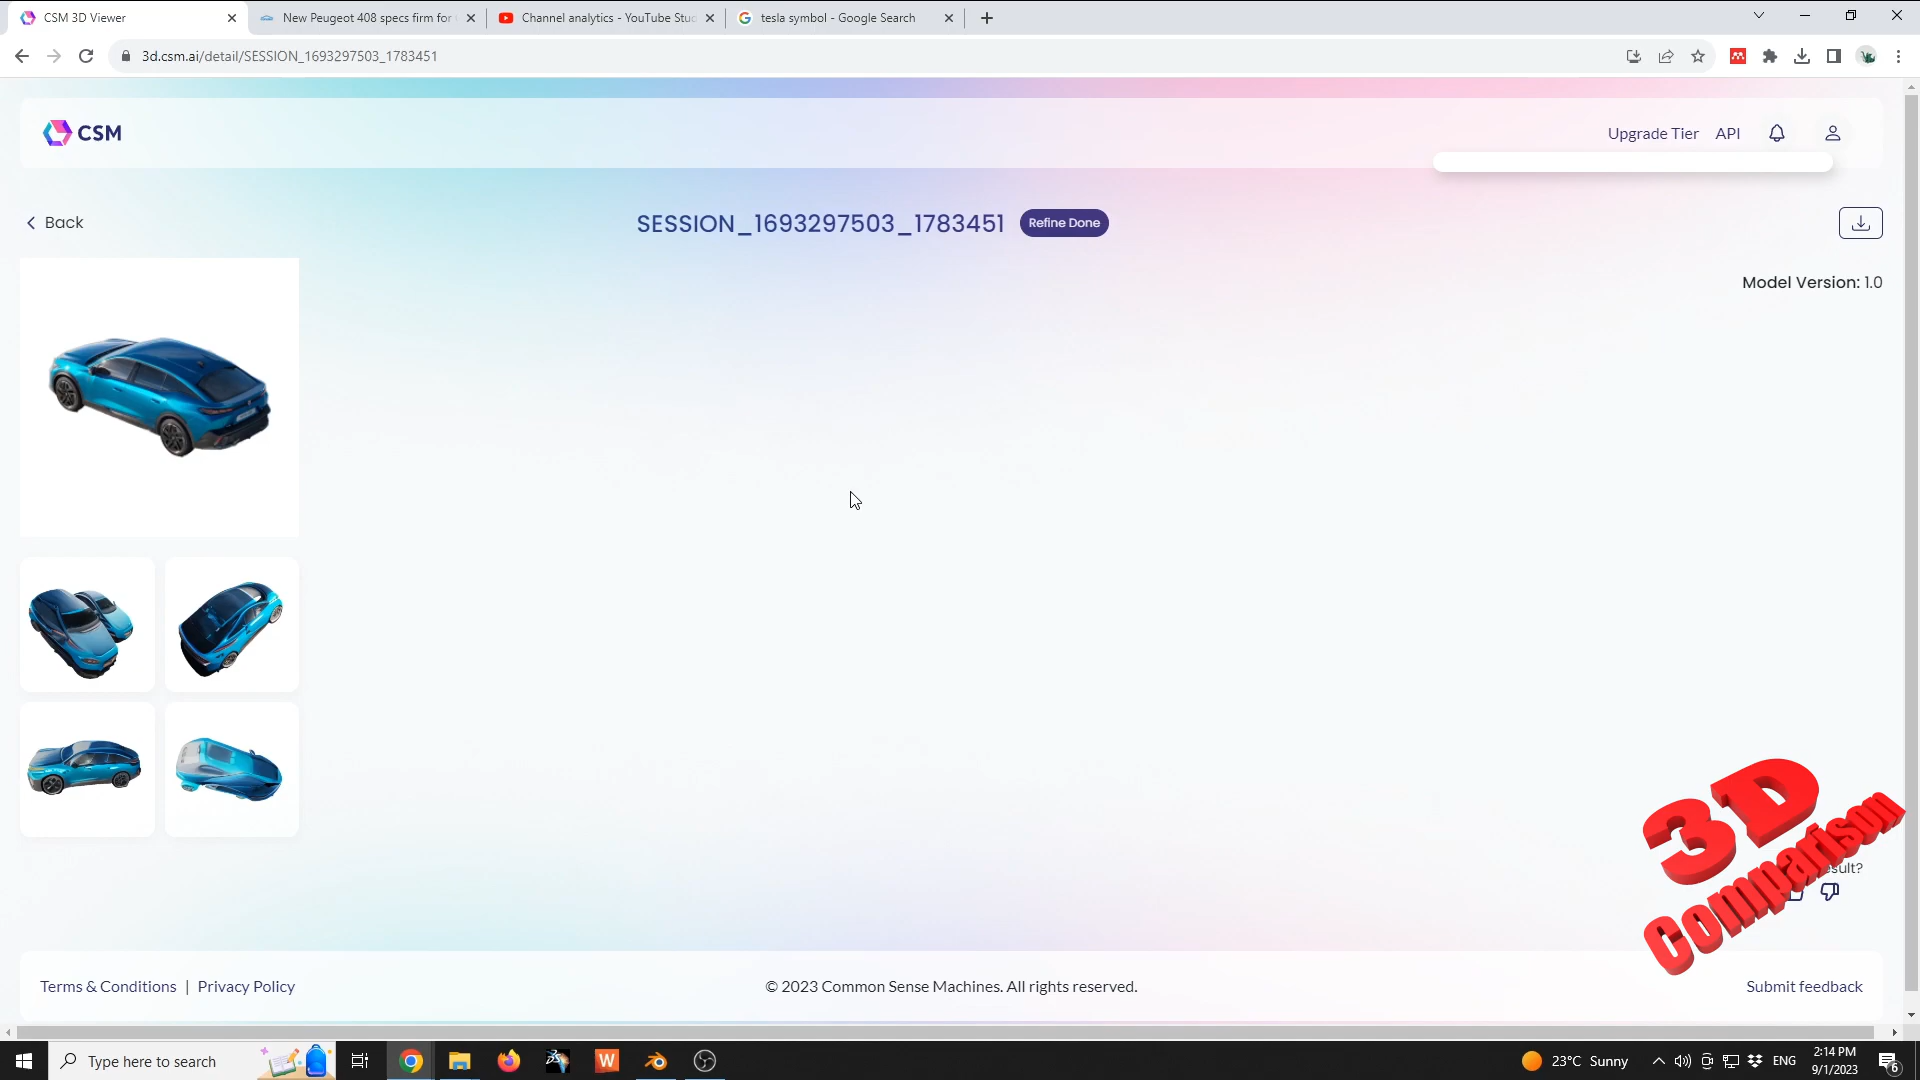 CSM 3D Viewer
New Peugeot 408 specs firm for
Channel analytics - YouTube Stu
tesla symbol - Google Search
3d.csm.ai/detail/SESSION_1693297503_1783451
CSM
Upgrade Tier
API
Back
SESSION_1693297503_1783451
Refine Done
Model Version: 1.0
3D
Comparison
esult?
Terms & Conditions | Privacy Policy
© 2023 Common Sense Machines. All rights reserved.
Submit feedback
Type here to search
W
23°C Sunny
ENG
2:14 PM
9/1/2023
6